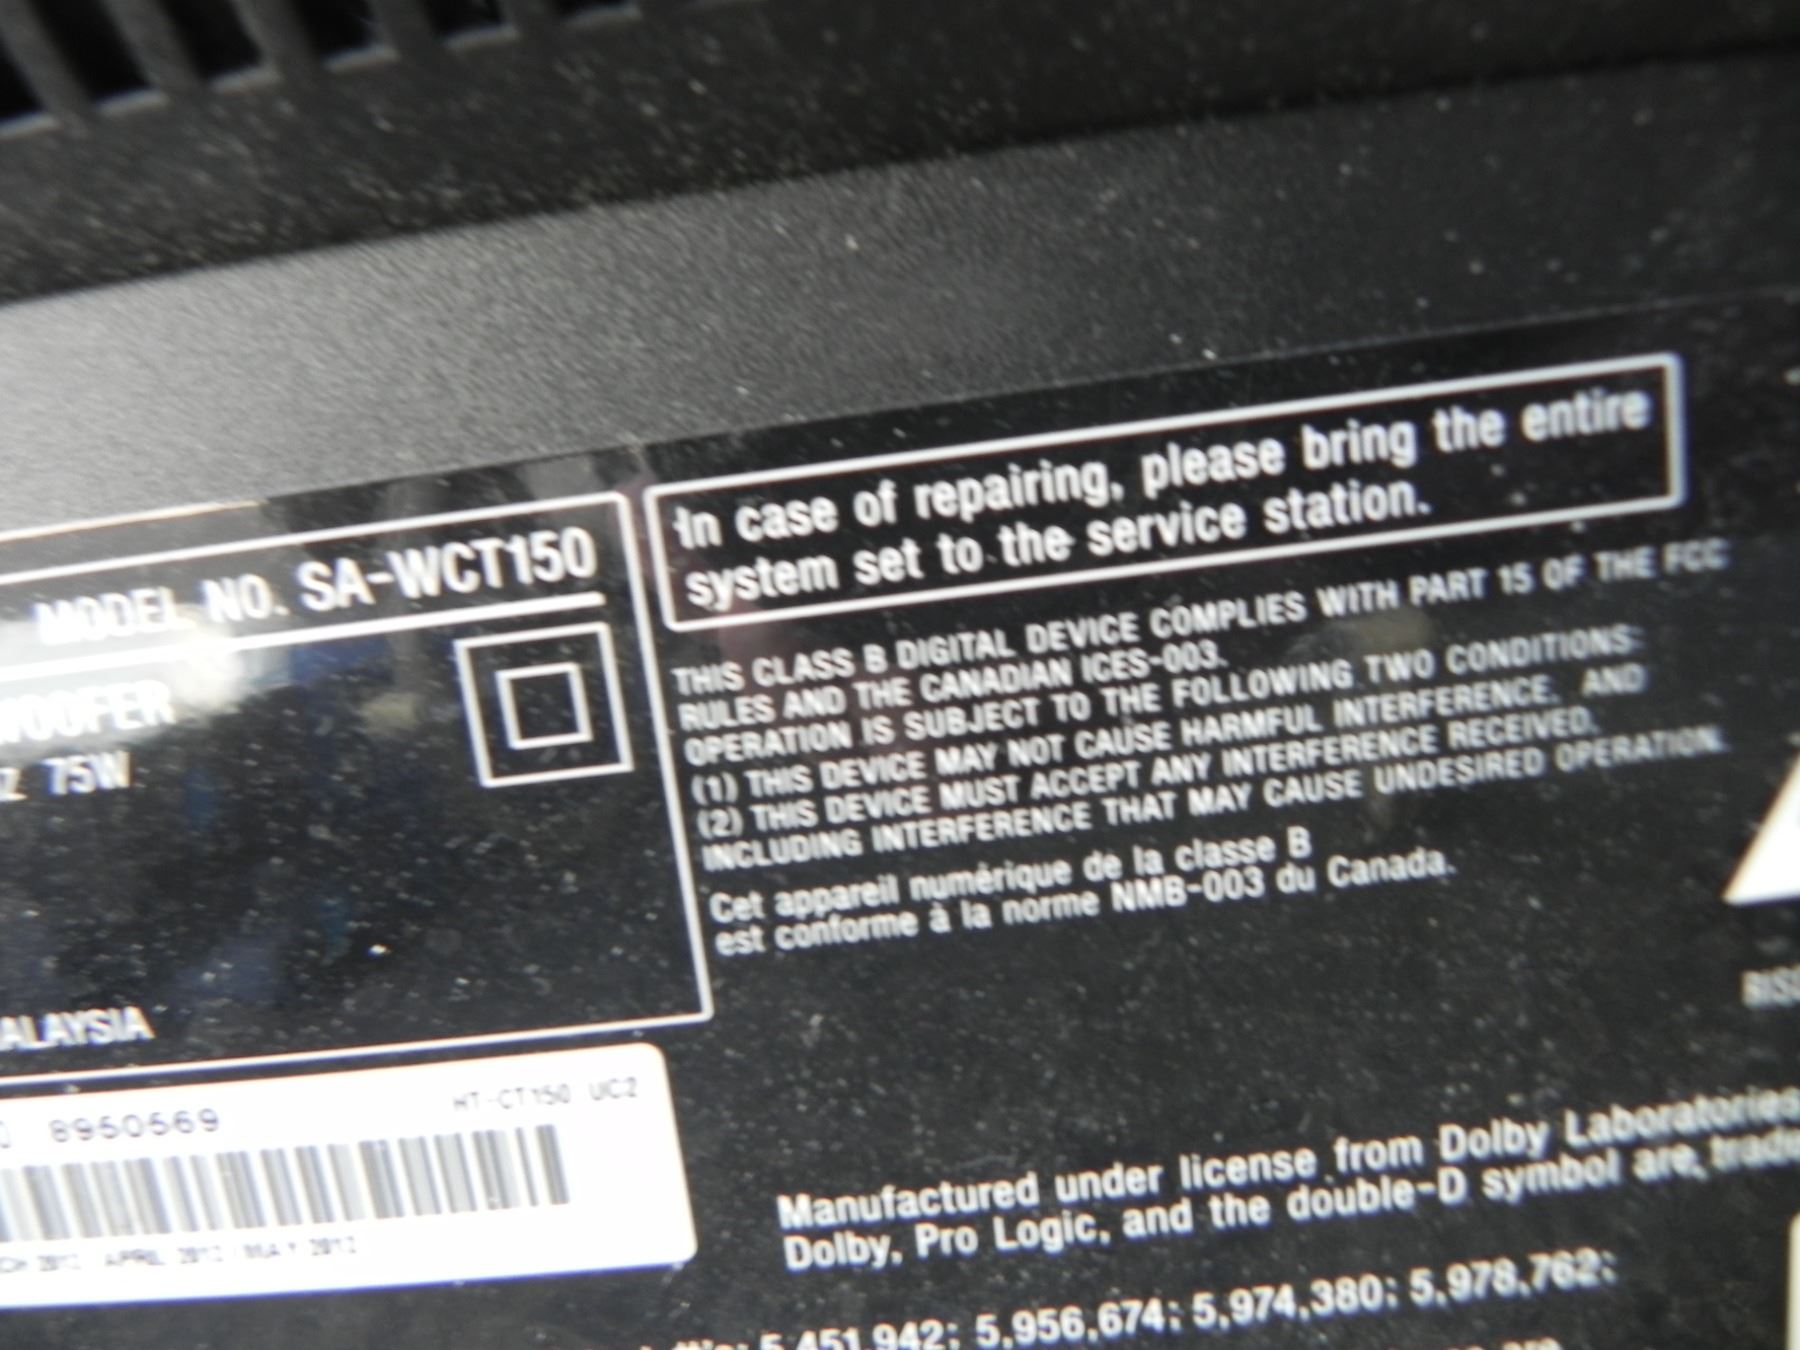 MODEL NO. SA-WCT150
WOOFER
75W
ALAYSIA
8950569
HT-CT150 UC2
APRIL 2012 / MAY 2012
In case of repairing, please bring the entire
system set to the service station.
THIS CLASS B DIGITAL DEVICE COMPLIES WITH PART 15 OF THE FCC
RULES AND THE CANADIAN ICES-003.
OPERATION IS SUBJECT TO THE FOLLOWING TWO CONDITIONS:
(1) THIS DEVICE MAY NOT CAUSE HARMFUL INTERFERENCE, AND
(2) THIS DEVICE MUST ACCEPT ANY INTERFERENCE RECEIVED,
INCLUDING INTERFERENCE THAT MAY CAUSE UNDESIRED OPERATION.
Cet appareil numérique de la classe B
est conforme à la norme NMB-003 du Canada.
Manufactured under license from Dolby Laboratories
Dolby, Pro Logic, and the double-D symbol are trade
5,451,942; 5,956,674; 5,974,380; 5,978,762;